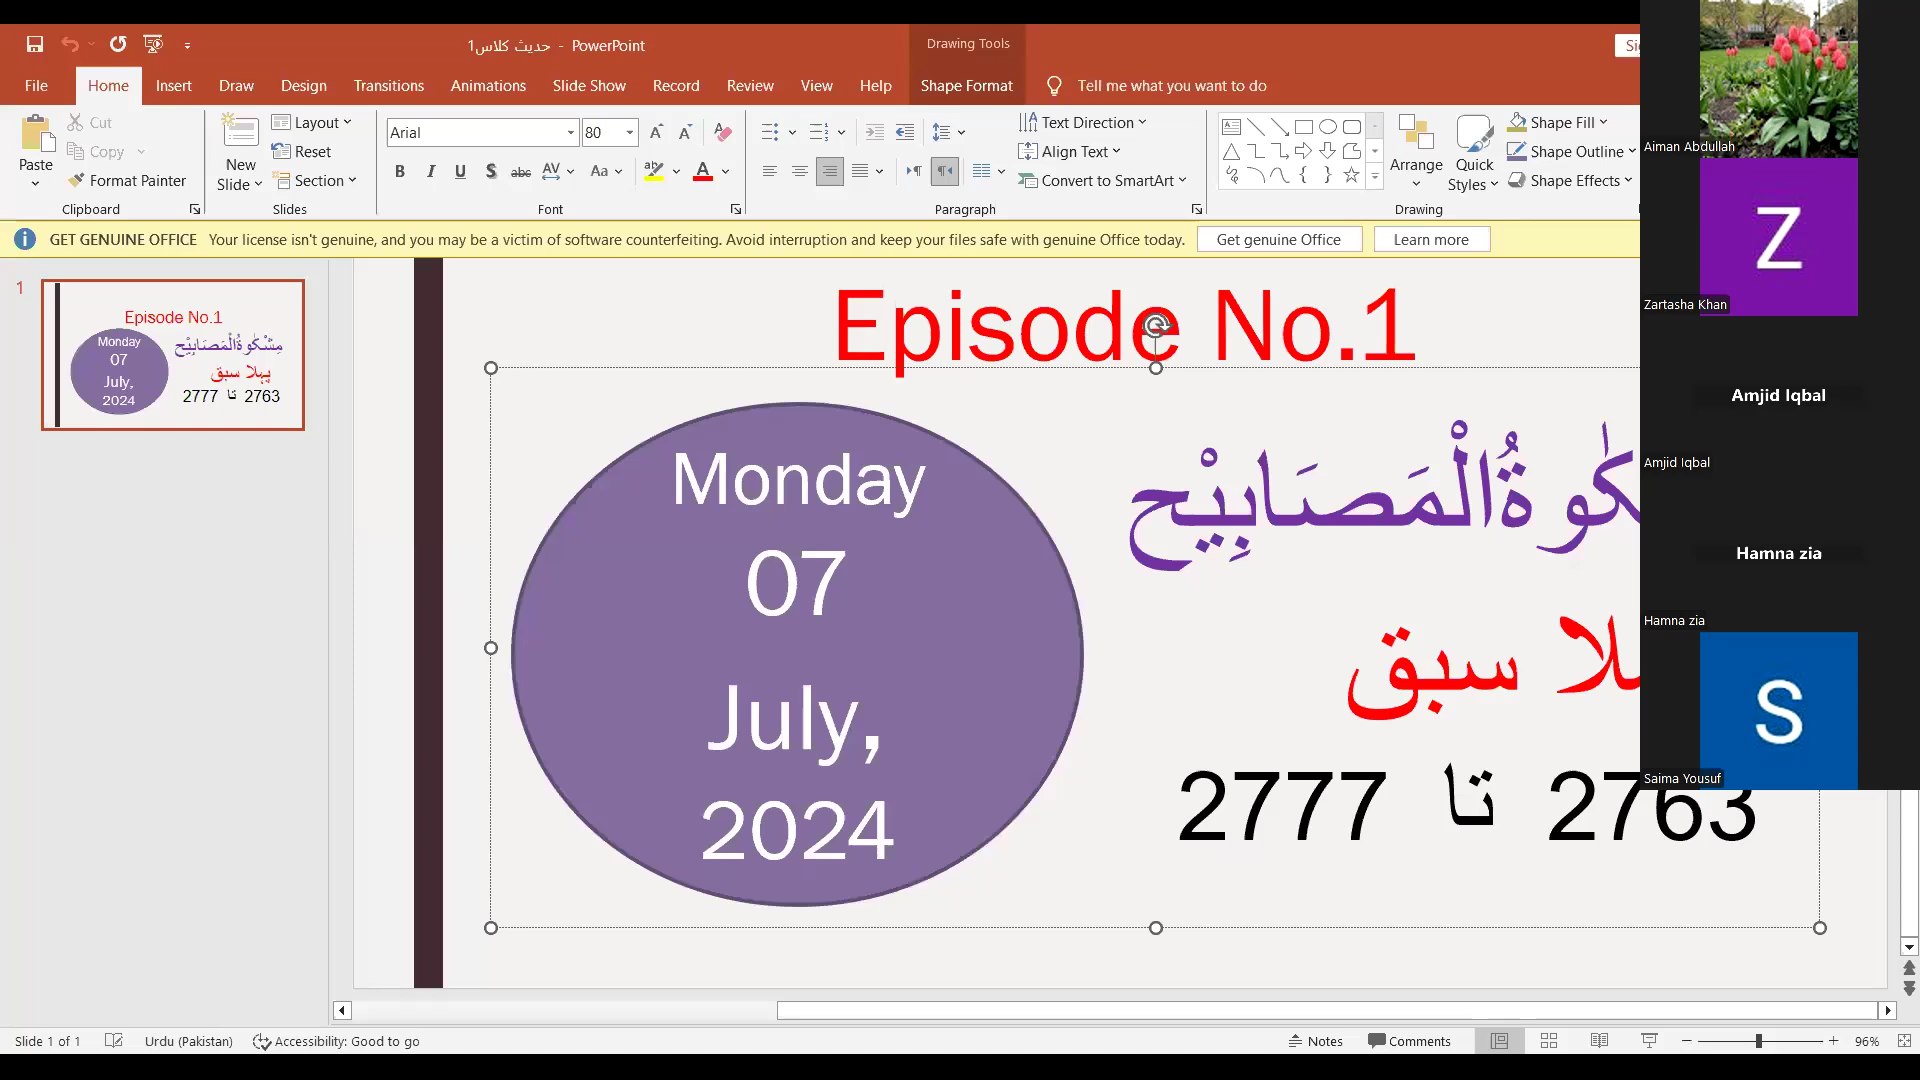 حدیث کلاس1 - PowerPoint
Drawing Tools
File Home Insert Draw Design Transitions Animations Slide Show Record Review View Help Shape Format Tell me what you want to do
Paste
Cut
Copy
Format Painter
Clipboard
New Slide
Layout
Reset
Section
Slides
Arial 80
Font
Text Direction
Align Text
Convert to SmartArt
Paragraph
Arrange
Quick Styles
Shape Fill
Shape Outline
Shape Effects
Drawing
GET GENUINE OFFICE Your license isn't genuine, and you may be a victim of software counterfeiting. Avoid interruption and keep your files safe with genuine Office today. Get genuine Office Learn more
1
Episode No.1
Monday
07
July,
2024
مِشْکٰوۃُالْمَصَابِیْح
پہلا سبق
2763 تا 2777
Episode No.1
Monday
07
July,
2024
کٰوۃُالْمَصَابِیْح
ہلا سبق
2763 تا 2777
Aiman Abdullah
Z
Zartasha Khan
Amjid Iqbal
Amjid Iqbal
Hamna zia
Hamna zia
S
Saima Yousuf
Slide 1 of 1 Urdu (Pakistan) Accessibility: Good to go Notes Comments 96%